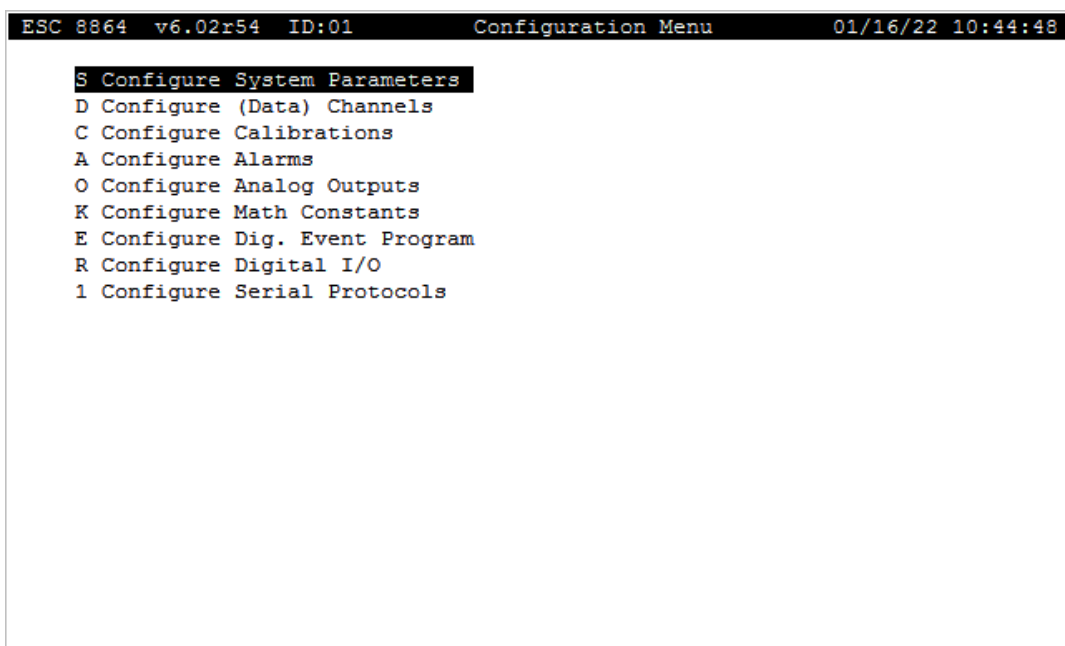 ESC 8864 v6.02r54 ID:01 Configuration Menu 01/16/22 10:44:48
S Configure System Parameters
D Configure (Data) Channels
C Configure Calibrations
A Configure Alarms
O Configure Analog Outputs
K Configure Math Constants
E Configure Dig. Event Program
R Configure Digital I/O
1 Configure Serial Protocols